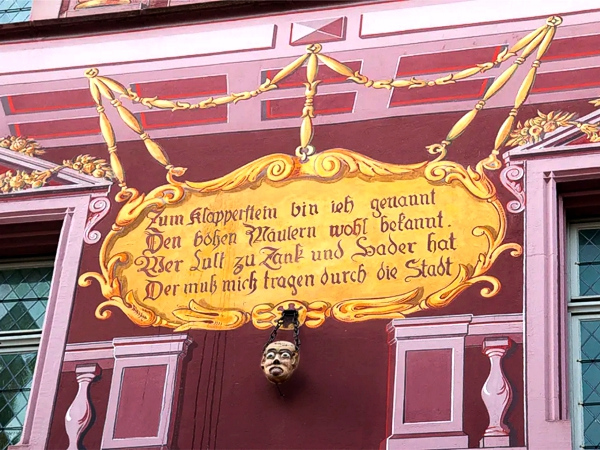 Zum Klapperstein bin ich genannt
Den bösen Mäulern wohl bekannt.
Wer Lust zu Zank und Hader hat
Der muß mich tragen durch die Stadt